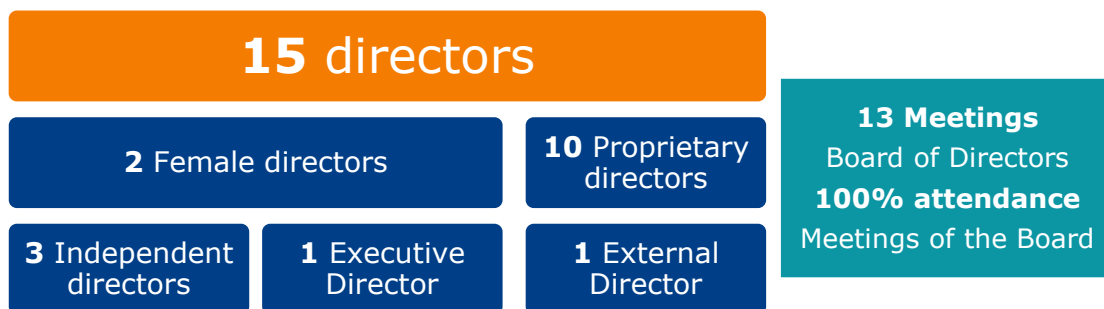 15 directors
2 Female directors
10 Proprietary
directors
3 Independent
directors
1 Executive
Director
1 External
Director
13 Meetings
Board of Directors
100% attendance
Meetings of the Board